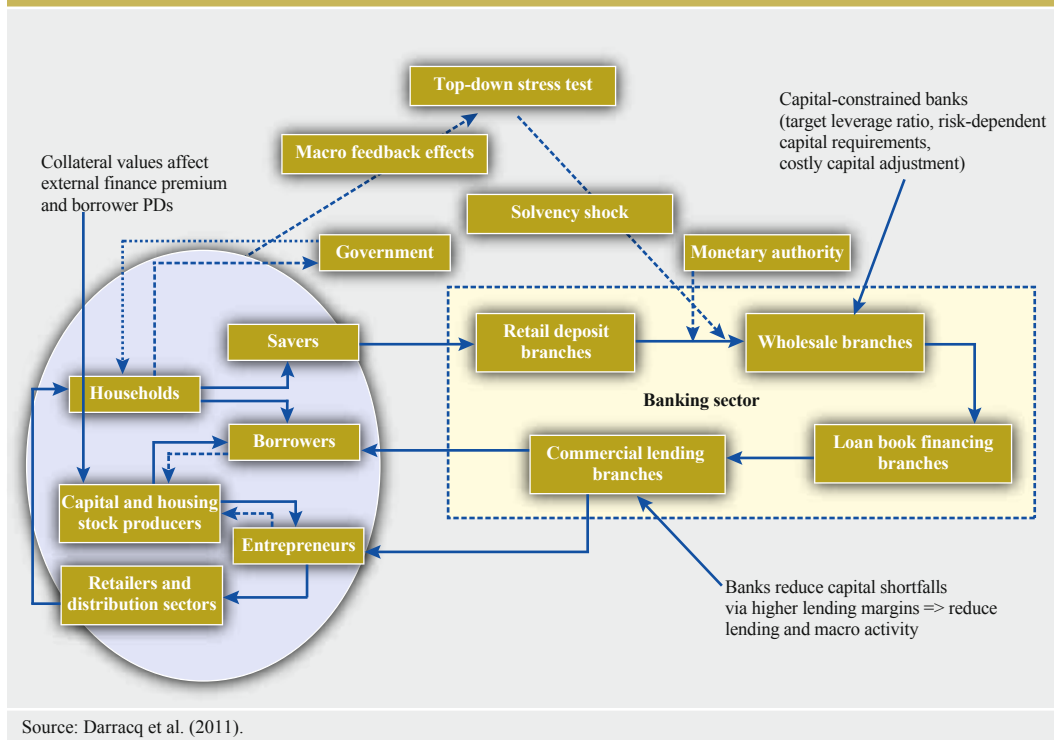 Top-down stress test
Capital-constrained banks
(target leverage ratio, risk-dependent
capital requirements,
costly capital adjustment)
Macro feedback effects
Collateral values affect
external finance premium
and borrower PDs
Solvency shock
Government
Monetary authority
Savers
Retail deposit
branches
Wholesale branches
Households
Banking sector
Borrowers
Commercial lending
branches
Loan book financing
branches
Capital and housing
stock producers
Entrepreneurs
Retailers and
distribution sectors
Banks reduce capital shortfalls
via higher lending margins => reduce
lending and macro activity
Source: Darracq et al. (2011).